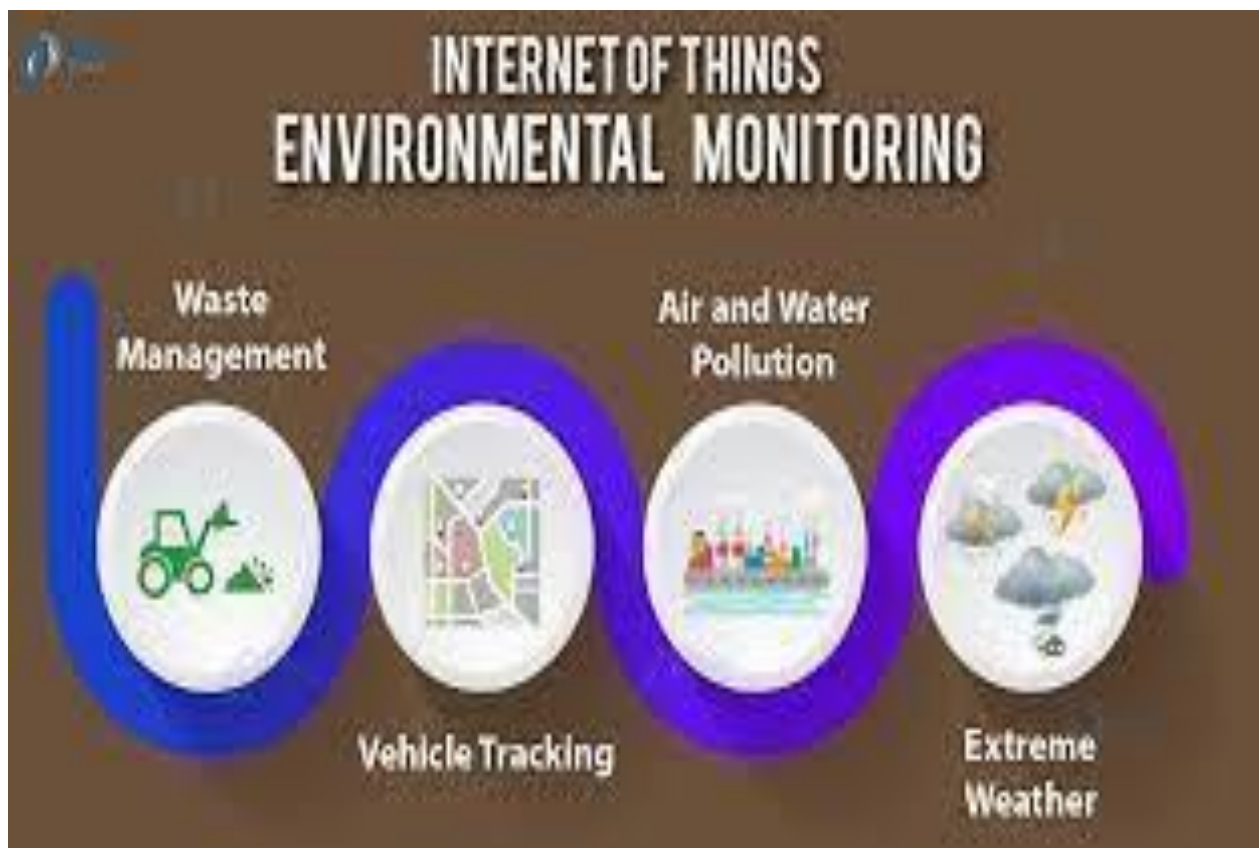 INTERNET OF THINGS
ENVIRONMENTAL MONITORING
Waste
Management
Air and Water
Pollution
Vehicle Tracking
Extreme
Weather